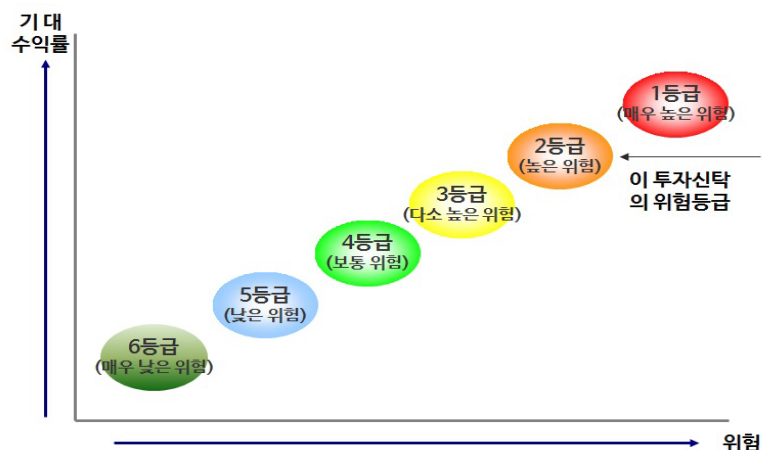 기 대
수익률
1등급
(매우 높은 위험)
2등급
(높은 위험)
이 투자신탁
의 위험등급
3등급
(다소 높은 위험)
4등급
(보통 위험)
5등급
(낮은 위험)
6등급
(매우 낮은 위험)
위험